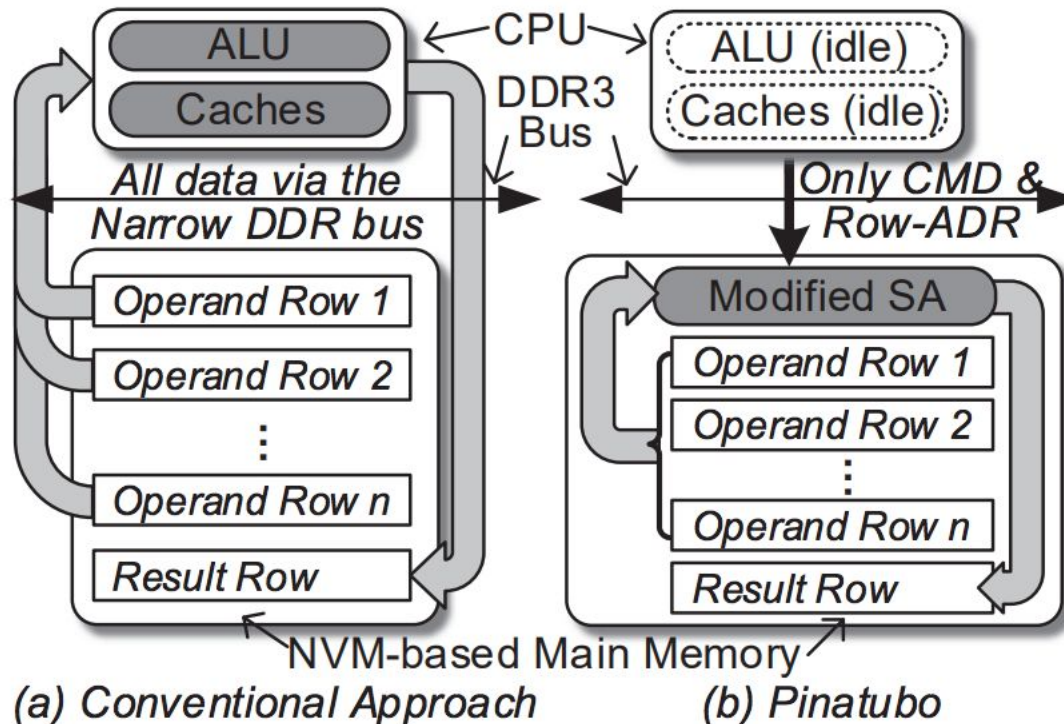 ALU
Caches
CPU
ALU (idle)
Caches (idle)
DDR3
Bus
All data via the
Narrow DDR bus
Only CMD &
Row-ADR
Operand Row 1
Operand Row 2
⋮
Operand Row n
Result Row
Modified SA
Operand Row 1
Operand Row 2
⋮
Operand Row n
Result Row
NVM-based Main Memory
(a) Conventional Approach
(b) Pinatubo